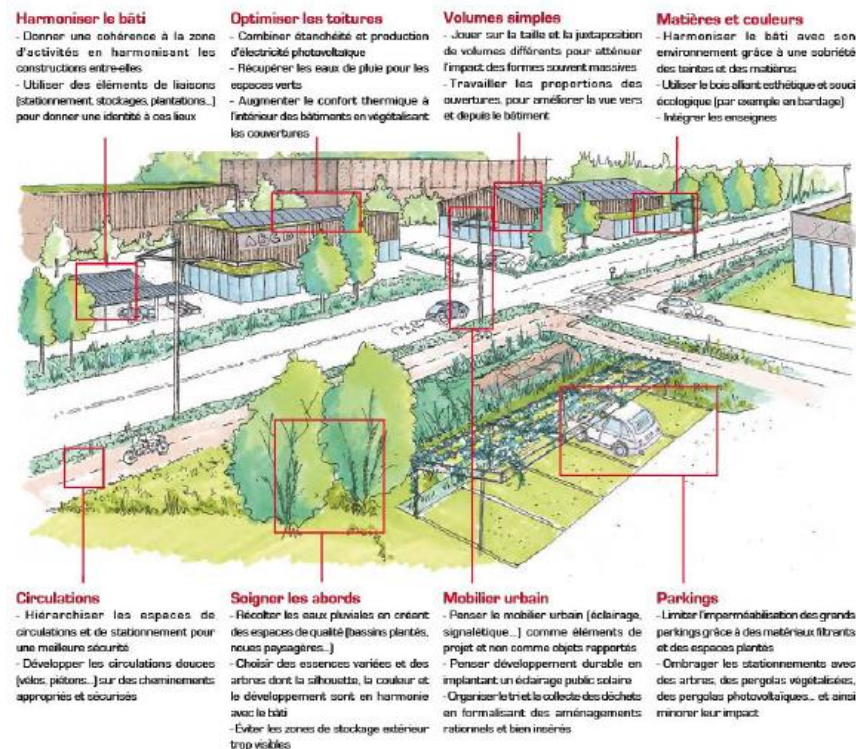 Harmoniser le bâti
- Donner une cohérence à la zone
d'activités en harmonisant les
constructions entre-elles
- Utiliser des éléments de liaisons
(stationnement, stockages, plantations...)
pour donner une identité à ces lieux
Optimiser les toitures
- Combiner étanchéité et production
d'électricité photovoltaïque
- Récupérer les eaux de pluie pour les
espaces verts
- Augmenter le confort thermique à
l'intérieur des bâtiments en végétalisant
les couvertures
Volumes simples
- Jouer sur la taille et la juxtaposition
de volumes différents pour atténuer
l'impact des formes souvent massives
- Travailler les proportions des
ouvertures, pour améliorer la vue vers
et depuis le bâtiment
Matières et couleurs
- Harmoniser le bâti avec son
environnement grâce à une sobriété
des teintes et des matières
- Utiliser le bois alliant esthétique et souci
écologique (par exemple en bardage)
- Intégrer les enseignes
ABCD
Circulations
- Hiérarchiser les espaces de
circulations et de stationnement pour
une meilleure sécurité
- Développer les circulations douces
(vélos, piétons...) sur des cheminements
appropriés et sécurisés
Soigner les abords
- Récolter les eaux pluviales en créant
des espaces de qualité (bassins plantés,
noues paysagères...)
- Choisir des essences variées et des
arbres dont la silhouette, la couleur et
le développement sont en harmonie
avec le bâti
- Éviter les zones de stockage extérieur
trop visibles
Mobilier urbain
- Penser le mobilier urbain (éclairage,
signalétique...) comme éléments de
projet et non comme objets rapportés
- Penser développement durable en
implantant un éclairage public solaire
- Organiser le tri et la collecte des déchets
en formalisant des aménagements
rationnels et bien insérés
Parkings
- Limiter l'imperméabilisation des grands
parkings grâce à des matériaux filtrants
et des espaces plantés
- Ombrager les stationnements avec
des arbres, des pergolas végétalisées,
des pergolas photovoltaïques... et ainsi
minorer leur impact